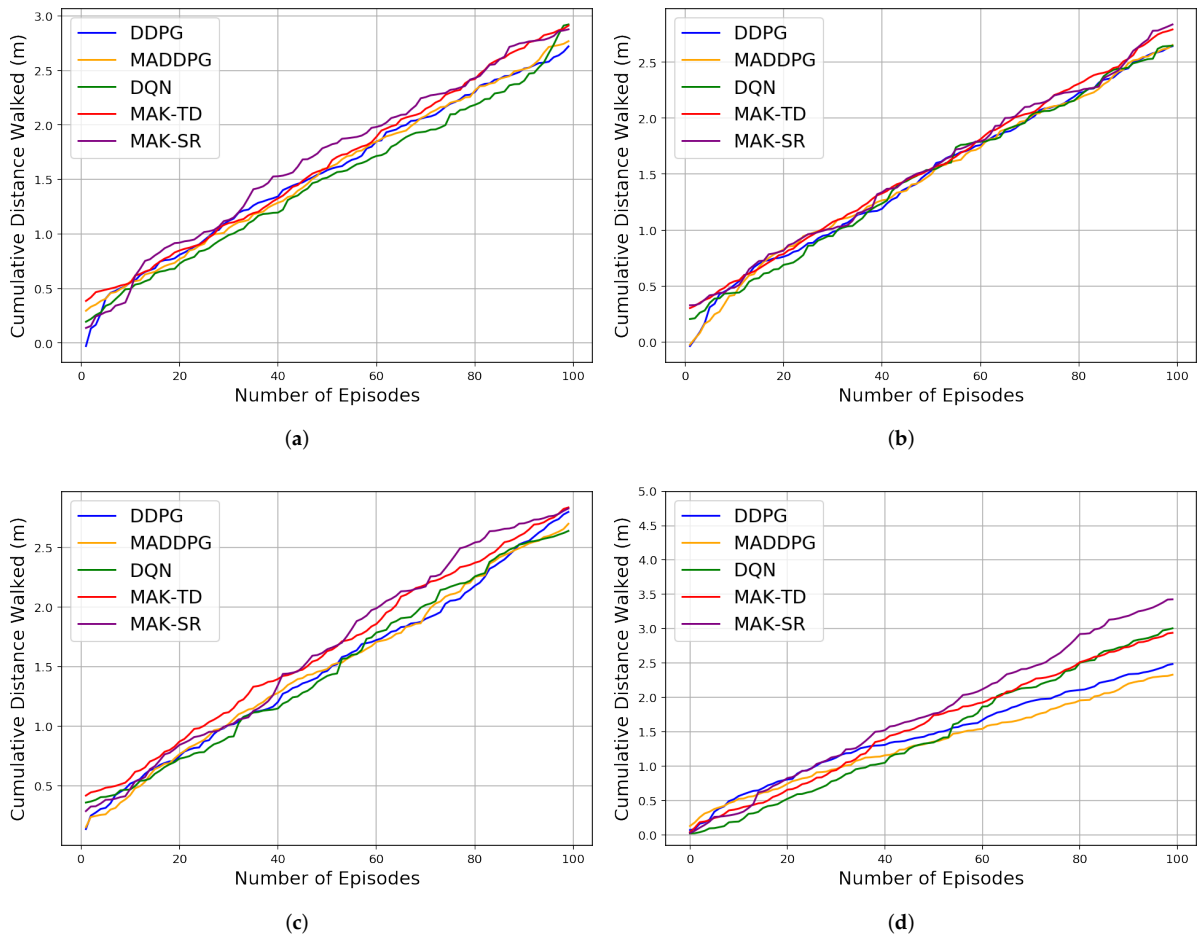 3.0
2.5
2.0
1.5
1.0
0.5
0.0
Cumulative Distance Walked (m)
DDPG
MADDPG
DQN
MAK-TD
MAK-SR
0 20 40 60 80 100
Number of Episodes
(a)
2.5
2.0
1.5
1.0
0.5
0.0
Cumulative Distance Walked (m)
DDPG
MADDPG
DQN
MAK-TD
MAK-SR
0 20 40 60 80 100
Number of Episodes
(b)
2.5
2.0
1.5
1.0
0.5
Cumulative Distance Walked (m)
DDPG
MADDPG
DQN
MAK-TD
MAK-SR
0 20 40 60 80 100
Number of Episodes
(c)
5.0
4.5
4.0
3.5
3.0
2.5
2.0
1.5
1.0
0.5
0.0
Cumulative Distance Walked (m)
DDPG
MADDPG
DQN
MAK-TD
MAK-SR
0 20 40 60 80 100
Number of Episodes
(d)